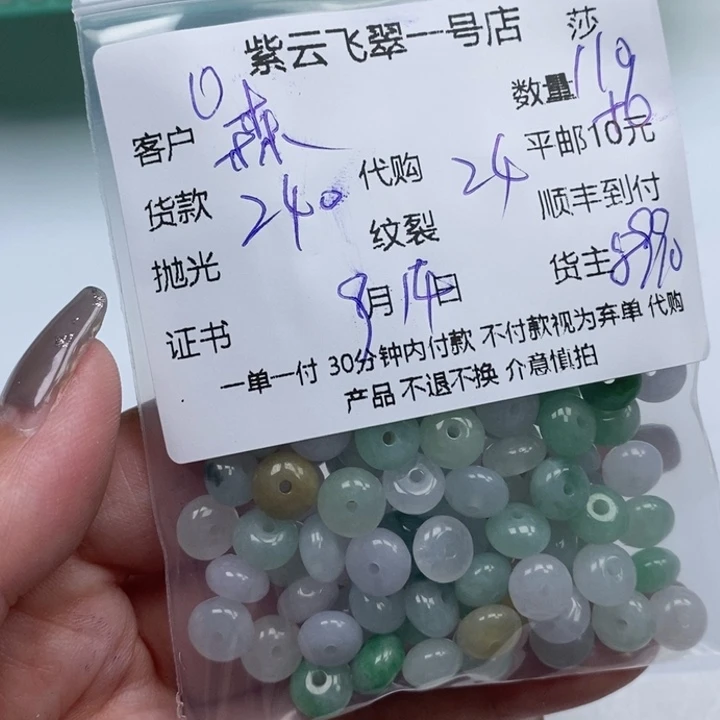 紫云飞翠一号店 莎
客户 森 数量 110
货款 240 代购 24 平邮10元
抛光 纹裂 顺丰到付
证书 8月14日 货主
一单一付 30分钟内付款 不付款视为弃单 代购
产品 不退不换 介意慎拍